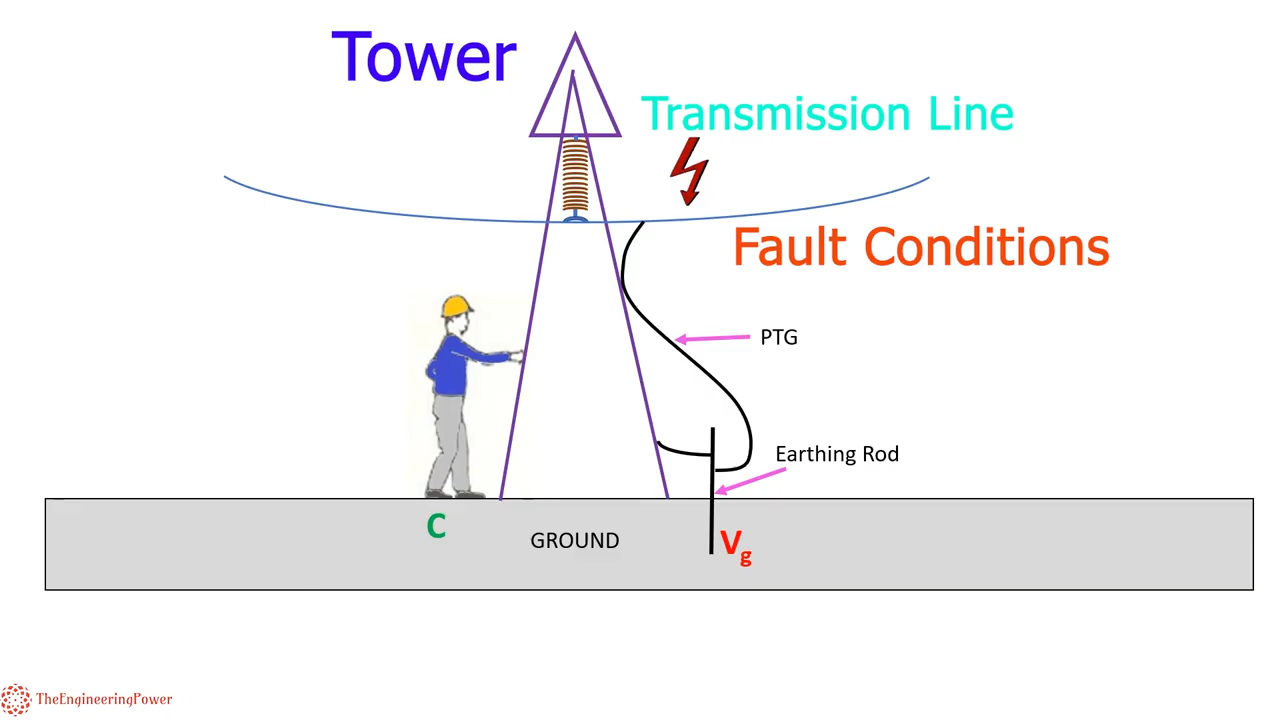 Tower
Transmission Line
Fault Conditions
PTG
Earthing Rod
C
GROUND
Vg
TheEngineeringPower